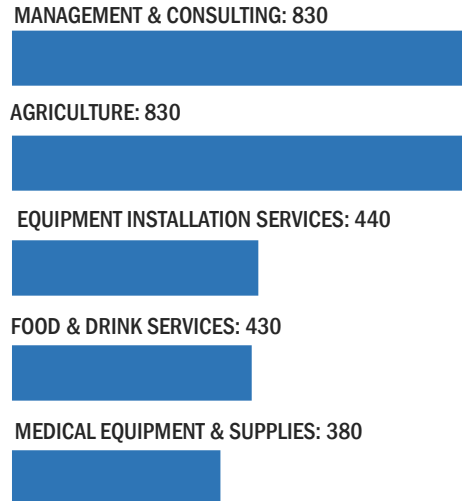 MANAGEMENT & CONSULTING: 830
AGRICULTURE: 830
EQUIPMENT INSTALLATION SERVICES: 440
FOOD & DRINK SERVICES: 430
MEDICAL EQUIPMENT & SUPPLIES: 380